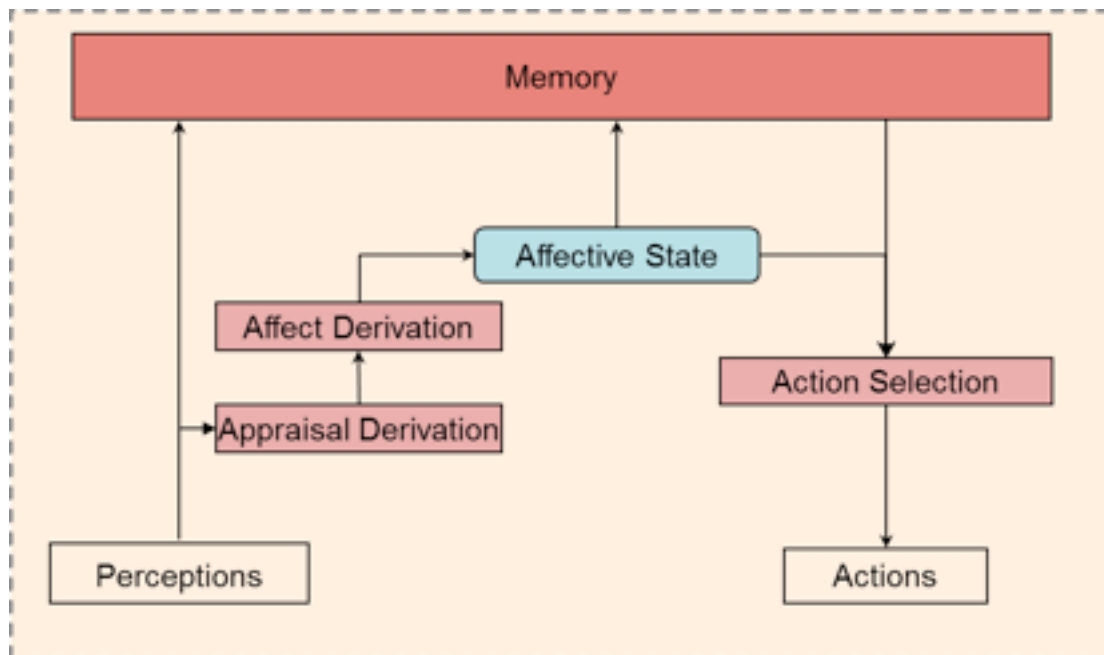 Memory
Affective State
Affect Derivation
Action Selection
Appraisal Derivation
Perceptions
Actions